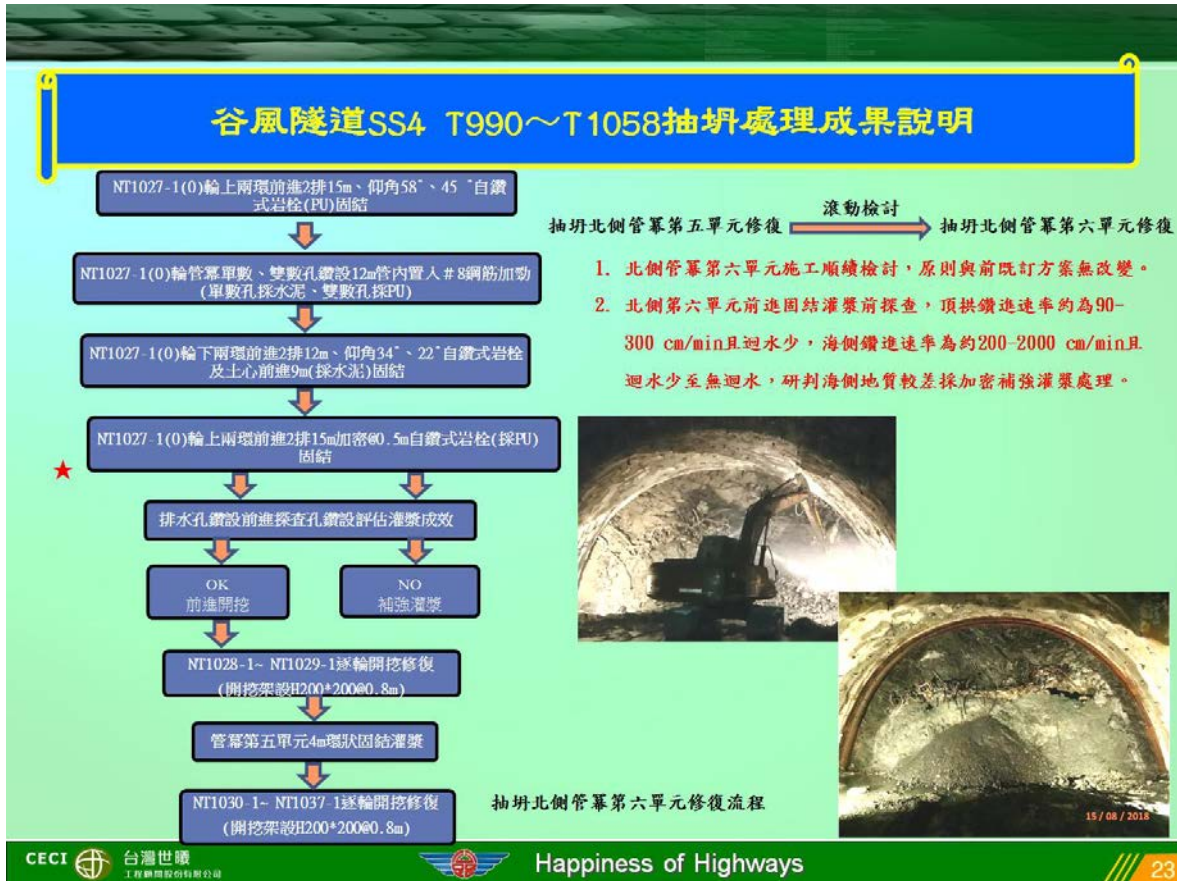 谷風隧道SS4 T990～T1058抽坍處理成果說明
NT1027-1(0)輪上兩環前進2排15m、仰角58°、45°自鑽
式岩栓(PU)固結
NT1027-1(0)輪管幕單數、雙數孔鑽設12m管內置入＃8鋼筋加勁
(單數孔採水泥、雙數孔採PU)
NT1027-1(0)輪下兩環前進2排12m、仰角34°、22°自鑽式岩栓
及土心前進9m(採水泥)固結
NT1027-1(0)輪上兩環前進2排15m加密@0.5m自鑽式岩栓(採PU)
固結
★
排水孔鑽設前進探查孔鑽設評估灌漿成效
OK
前進開挖
NO
補強灌漿
NT1028-1~ NT1029-1逐輪開挖修復
(開挖架設H200*200@0.8m)
管幕第五單元4m環狀固結灌漿
NT1030-1~ NT1037-1逐輪開挖修復
(開挖架設H200*200@0.8m)
抽坍北側管幕第六單元修復流程
滾動檢討
抽坍北側管幕第五單元修復
抽坍北側管幕第六單元修復
1. 北側管幕第六單元施工順續檢討，原則與前既訂方案無改變。
2. 北側第六單元前進固結灌漿前探查，頂拱鑽進速率約為90-
300 cm/min且迴水少，海側鑽進速率為約200-2000 cm/min且
迴水少至無迴水，研判海側地質較差採加密補強灌漿處理。
15/08/2018
CECI 台灣世曦
工程顧問股份有限公司
Happiness of Highways
23